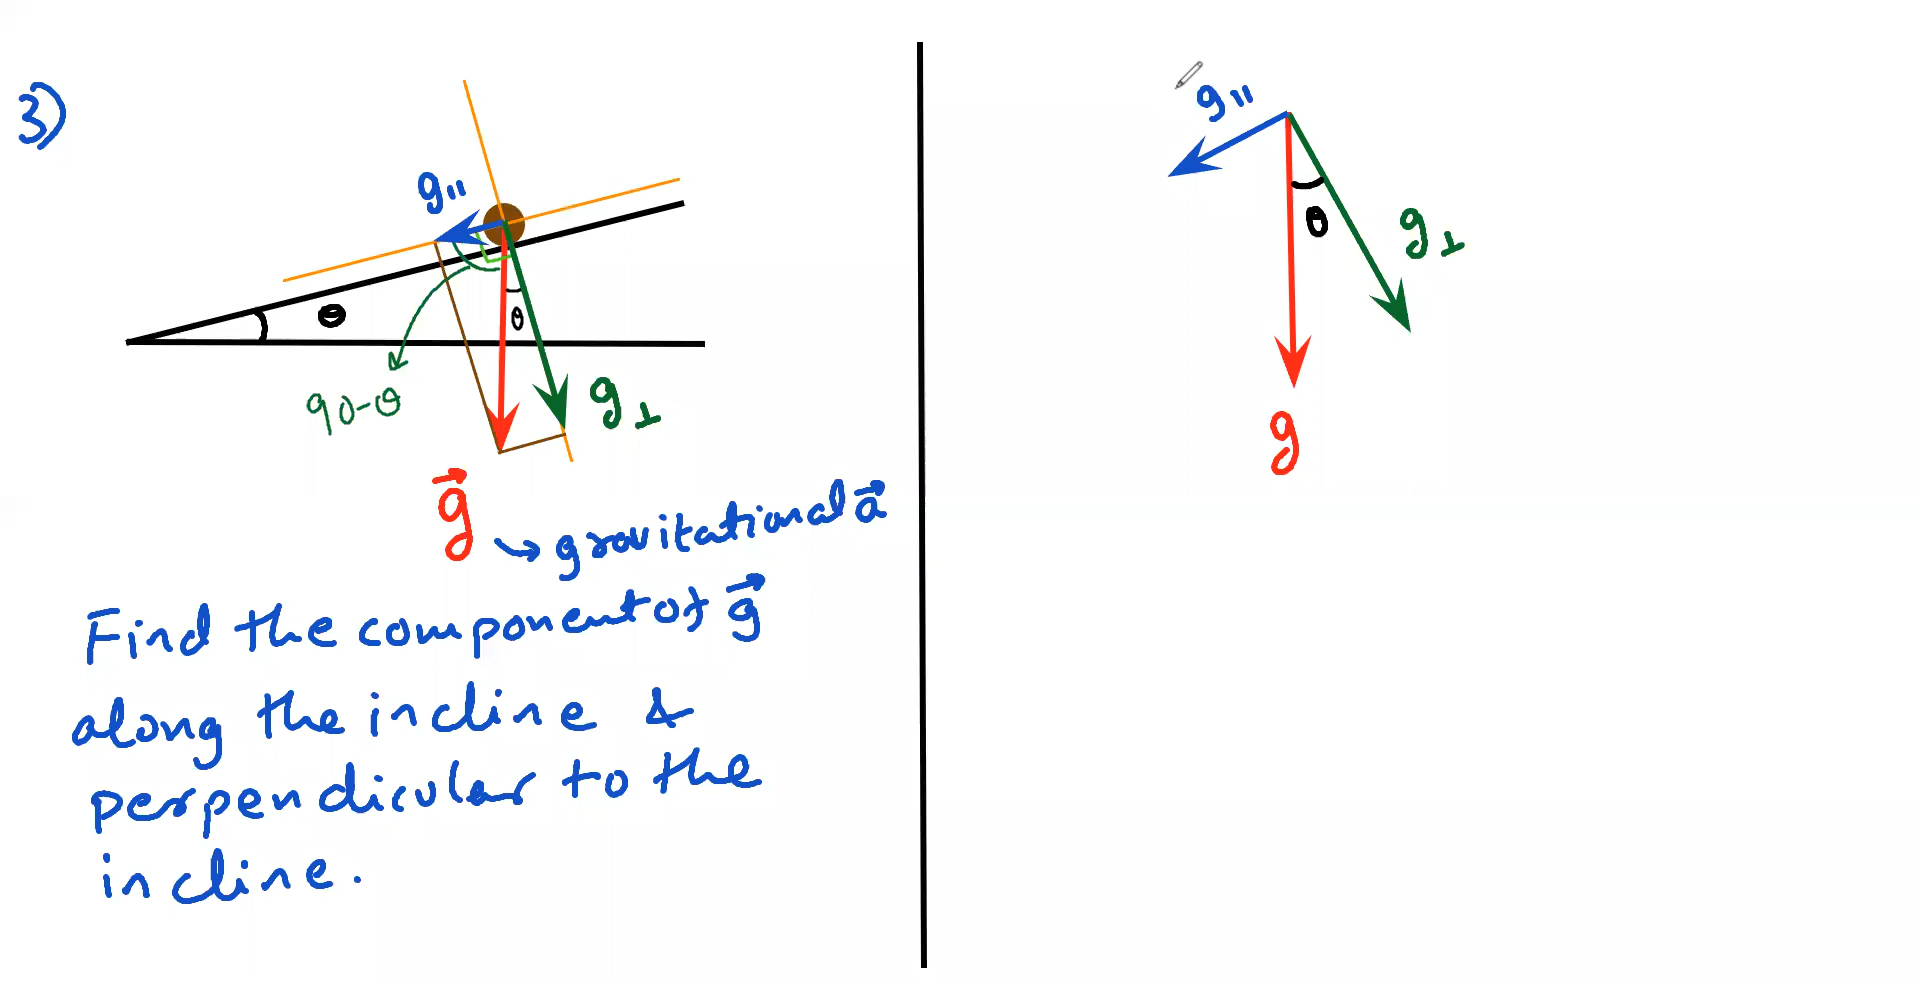 3)
g∥
θ
θ
90-θ
g⊥
g⃗ → gravitational a⃗
Find the component of g⃗
along the incline &
perpendicular to the
incline.
g∥
θ
g⊥
g